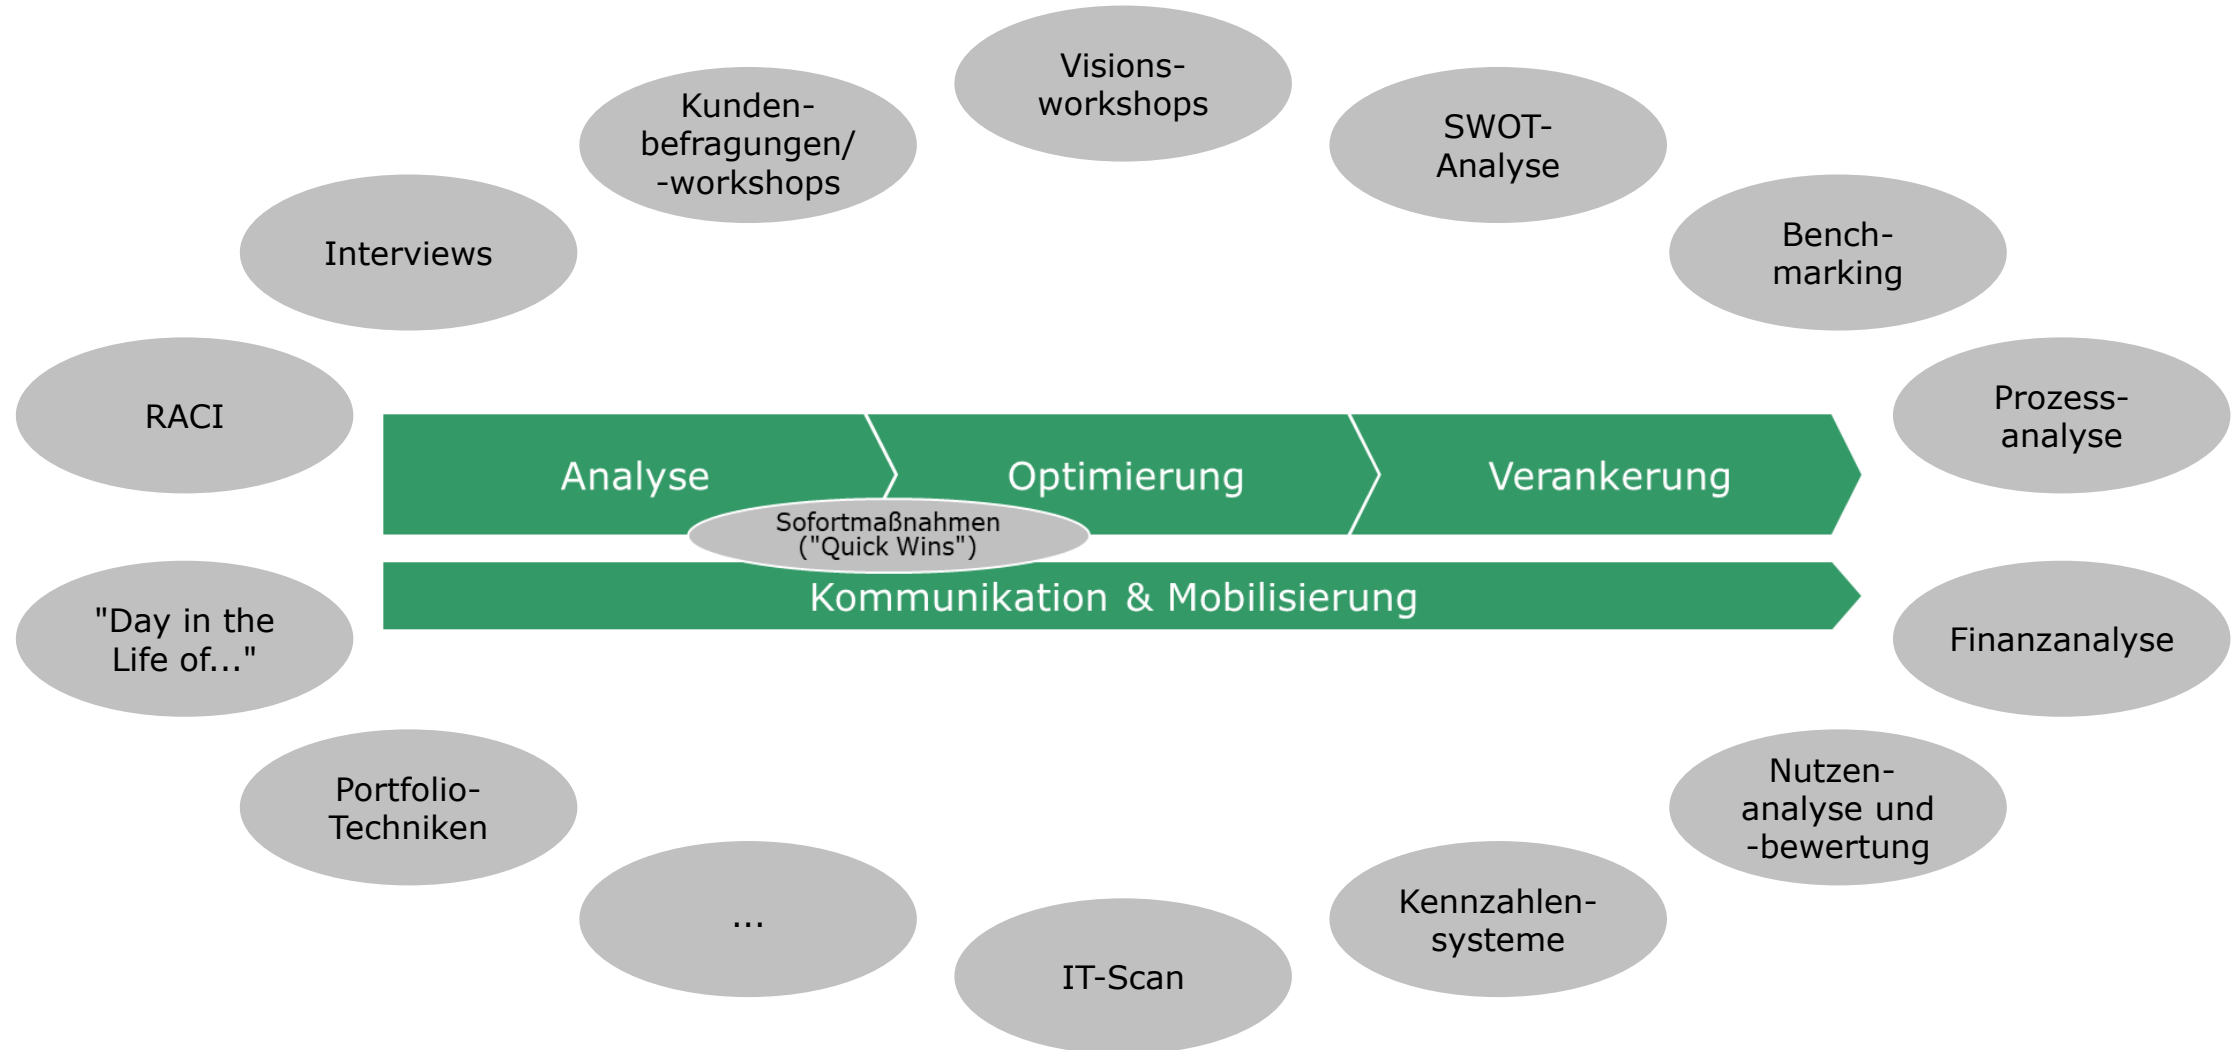 Visions-
workshops
Kunden-
befragungen/
-workshops
SWOT-
Analyse
Interviews
Bench-
marking
RACI
Prozess-
analyse
Analyse
Optimierung
Verankerung
Sofortmaßnahmen
("Quick Wins")
Kommunikation & Mobilisierung
"Day in the
Life of..."
Finanzanalyse
Portfolio-
Techniken
Nutzen-
analyse und
-bewertung
...
Kennzahlen-
systeme
IT-Scan